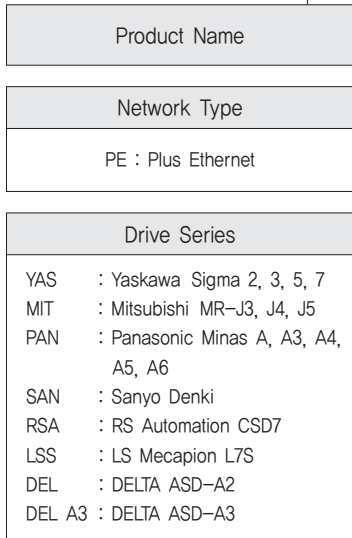 Product Name
Network Type
PE : Plus Ethernet
Drive Series
YAS : Yaskawa Sigma 2, 3, 5, 7
MIT : Mitsubishi MR-J3, J4, J5
PAN : Panasonic Minas A, A3, A4,
A5, A6
SAN : Sanyo Denki
RSA : RS Automation CSD7
LSS : LS Mecapion L7S
DEL : DELTA ASD-A2
DEL A3 : DELTA ASD-A3